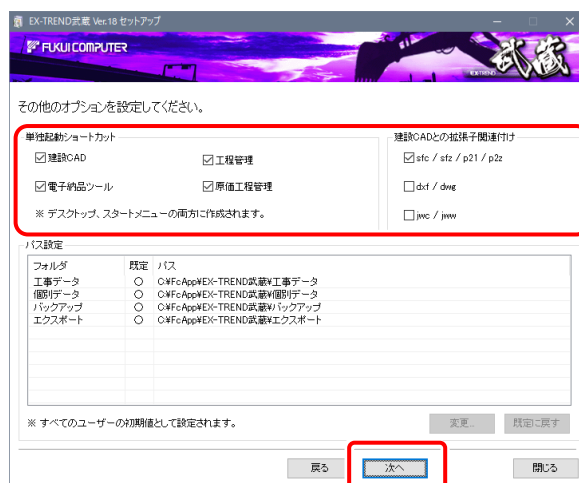 武蔵 EX-TREND武蔵 Ver.18 セットアップ
FUKUI COMPUTER
EX-TREND 武蔵
その他のオプションを設定してください。
単独起動ショートカット
建設CADとの拡張子関連付け
建設CAD
工程管理
sfc / sfz / p21 / p2z
電子納品ツール
原価工程管理
dxf / dwg
※ デスクトップ、スタートメニューの両方に作成されます。
jwc / jww
パス設定
フォルダ 既定 パス
工事データ ○ C:¥FcApp¥EX-TREND武蔵¥工事データ
個別データ ○ C:¥FcApp¥EX-TREND武蔵¥個別データ
バックアップ ○ C:¥FcApp¥EX-TREND武蔵¥バックアップ
エクスポート ○ C:¥FcApp¥EX-TREND武蔵¥エクスポート
※ すべてのユーザーの初期値として設定されます。
変更... 既定に戻す
戻る 次へ 閉じる